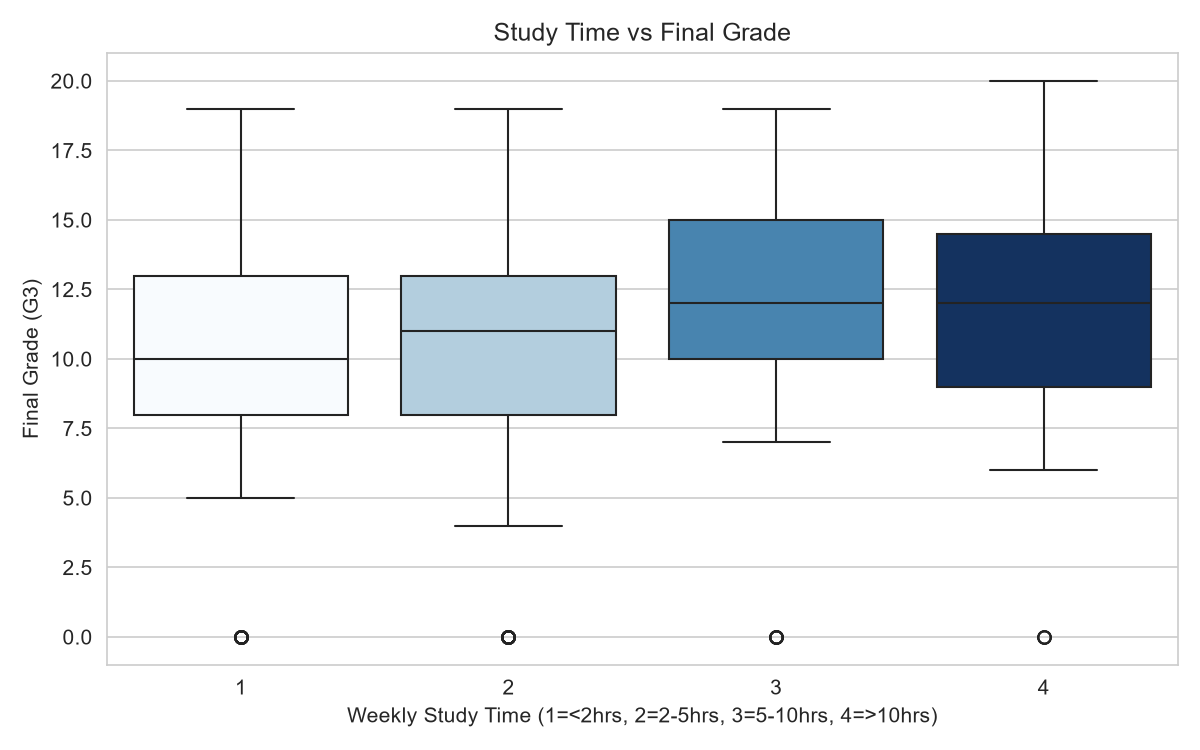 Study Time vs Final Grade
20.0
17.5
15.0
12.5
10.0
7.5
5.0
2.5
0.0
Final Grade (G3)
1 2 3 4
Weekly Study Time (1=<2hrs, 2=2-5hrs, 3=5-10hrs, 4=>10hrs)